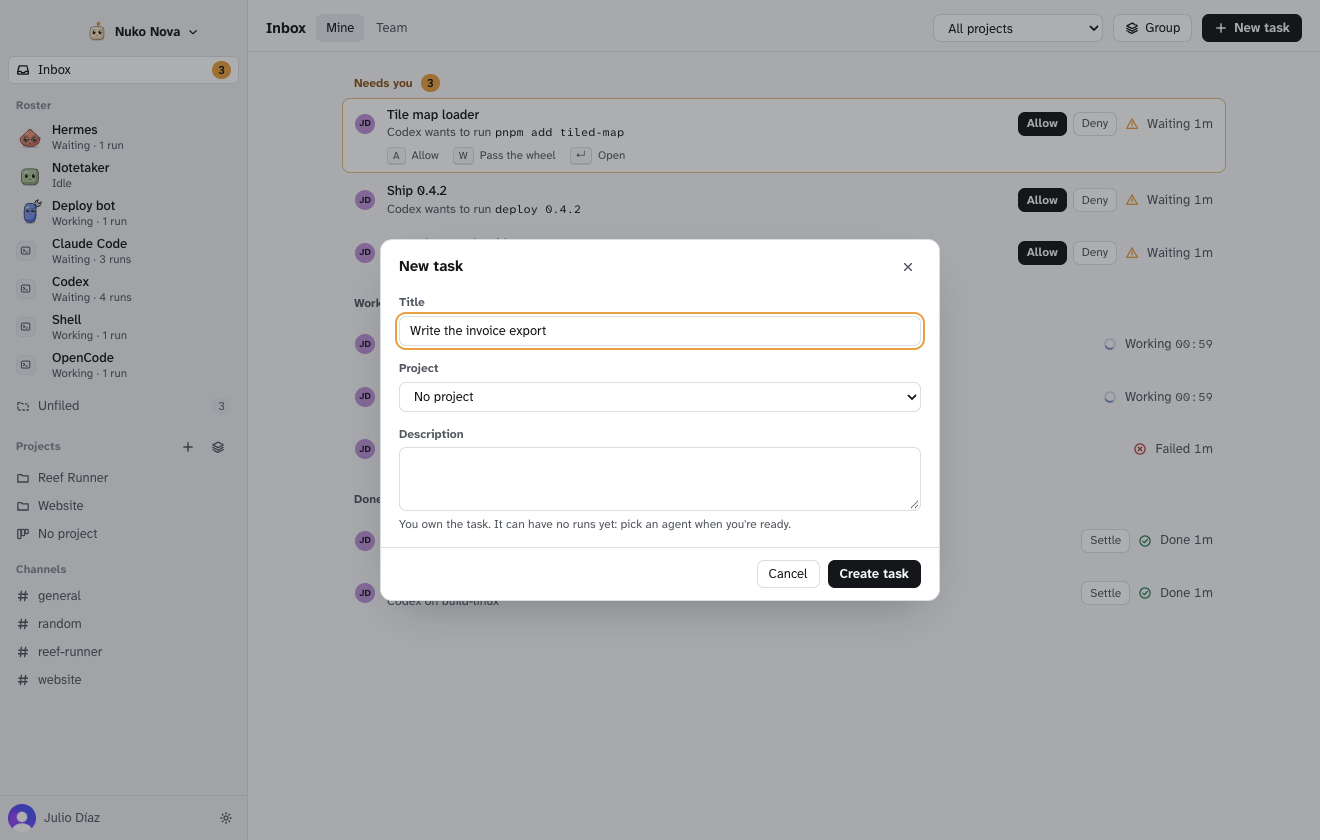 Nuko Nova
Inbox
3
Roster
Hermes
Waiting · 1 run
Notetaker
Idle
Deploy bot
Working · 1 run
Claude Code
Waiting · 3 runs
Codex
Waiting · 4 runs
Shell
Working · 1 run
OpenCode
Working · 1 run
Unfiled
3
Projects
Reef Runner
Website
No project
Channels
# general
# random
# reef-runner
# website
Julio Díaz
Inbox
Mine
Team
All projects
Group
+ New task
Needs you 3
JD
Tile map loader
Codex wants to run pnpm add tiled-map
A Allow W Pass the wheel ↵ Open
Allow
Deny
Waiting 1m
JD
Ship 0.4.2
Codex wants to run deploy 0.4.2
Allow
Deny
Waiting 1m
JD
Allow
Deny
Waiting 1m
JD
Working 00:59
JD
Working 00:59
JD
Failed 1m
Done
JD
Settle
Done 1m
JD
Codex on build-linux
Settle
Done 1m
New task
Title
Write the invoice export
Project
No project
Description
You own the task. It can have no runs yet: pick an agent when you're ready.
Cancel
Create task